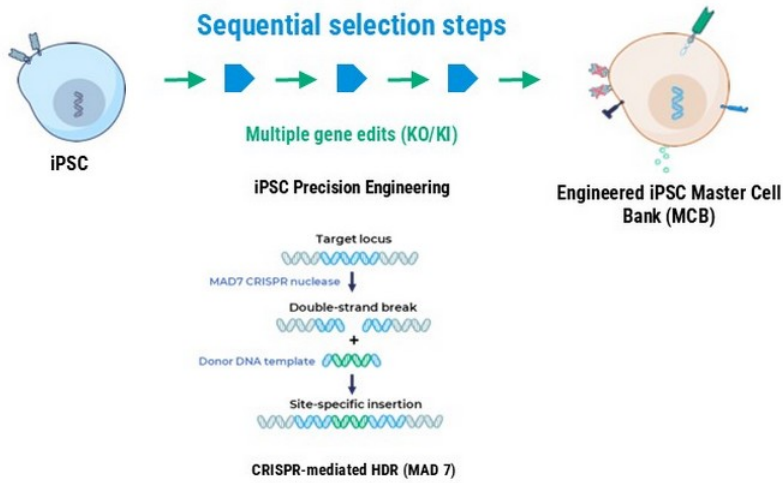 Sequential selection steps
Multiple gene edits (KO/KI)
iPSC
iPSC Precision Engineering
Engineered iPSC Master Cell
Bank (MCB)
Target locus
MAD7 CRISPR nuclease
Double-strand break
+
Donor DNA template
Site-specific insertion
CRISPR-mediated HDR (MAD 7)